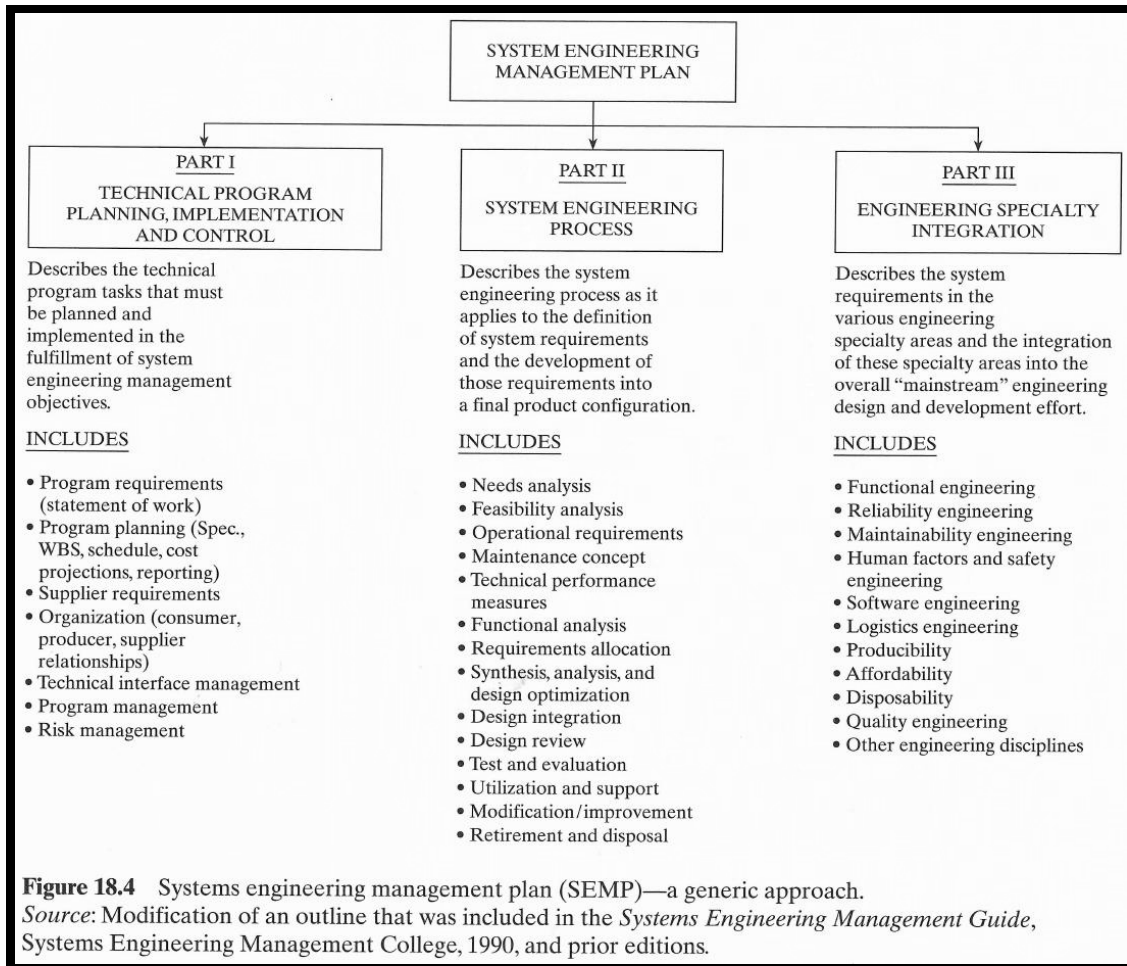 SYSTEM ENGINEERING
MANAGEMENT PLAN
PART I
TECHNICAL PROGRAM
PLANNING, IMPLEMENTATION
AND CONTROL
Describes the technical
program tasks that must
be planned and
implemented in the
fulfillment of system
engineering management
objectives.
INCLUDES
• Program requirements
(statement of work)
• Program planning (Spec.,
WBS, schedule, cost
projections, reporting)
• Supplier requirements
• Organization (consumer,
producer, supplier
relationships)
• Technical interface management
• Program management
• Risk management
PART II
SYSTEM ENGINEERING
PROCESS
Describes the system
engineering process as it
applies to the definition
of system requirements
and the development of
those requirements into
a final product configuration.
INCLUDES
• Needs analysis
• Feasibility analysis
• Operational requirements
• Maintenance concept
• Technical performance
measures
• Functional analysis
• Requirements allocation
• Synthesis, analysis, and
design optimization
• Design integration
• Design review
• Test and evaluation
• Utilization and support
• Modification/improvement
• Retirement and disposal
PART III
ENGINEERING SPECIALTY
INTEGRATION
Describes the system
requirements in the
various engineering
specialty areas and the integration
of these specialty areas into the
overall “mainstream” engineering
design and development effort.
INCLUDES
• Functional engineering
• Reliability engineering
• Maintainability engineering
• Human factors and safety
engineering
• Software engineering
• Logistics engineering
• Producibility
• Affordability
• Disposability
• Quality engineering
• Other engineering disciplines
Figure 18.4 Systems engineering management plan (SEMP)—a generic approach.
Source: Modification of an outline that was included in the Systems Engineering Management Guide,
Systems Engineering Management College, 1990, and prior editions.